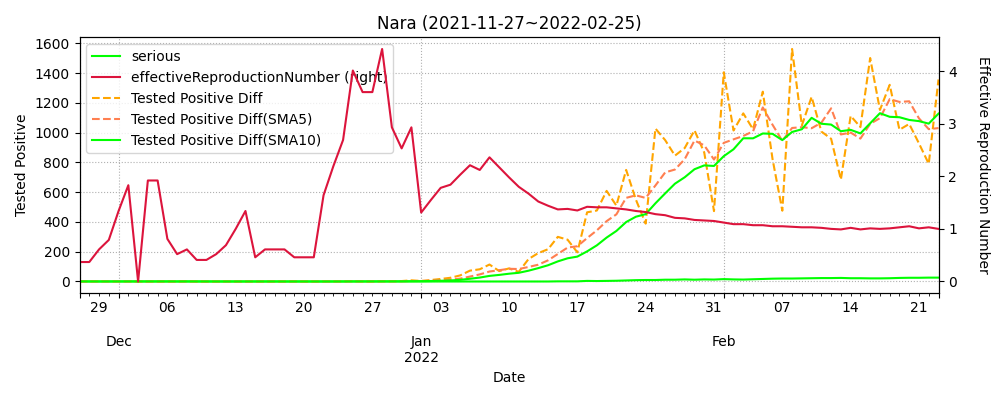 Nara (2021-11-27~2022-02-25)
Tested Positive
1600
1400
1200
1000
800
600
400
200
0
serious
effectiveReproductionNumber (right)
Tested Positive Diff
Tested Positive Diff(SMA5)
Tested Positive Diff(SMA10)
4
3
2
1
0
Effective Reproduction Number
29 06 13 20 27 03 10 17 24 31 07 14 21
Dec Jan Feb
2022
Date